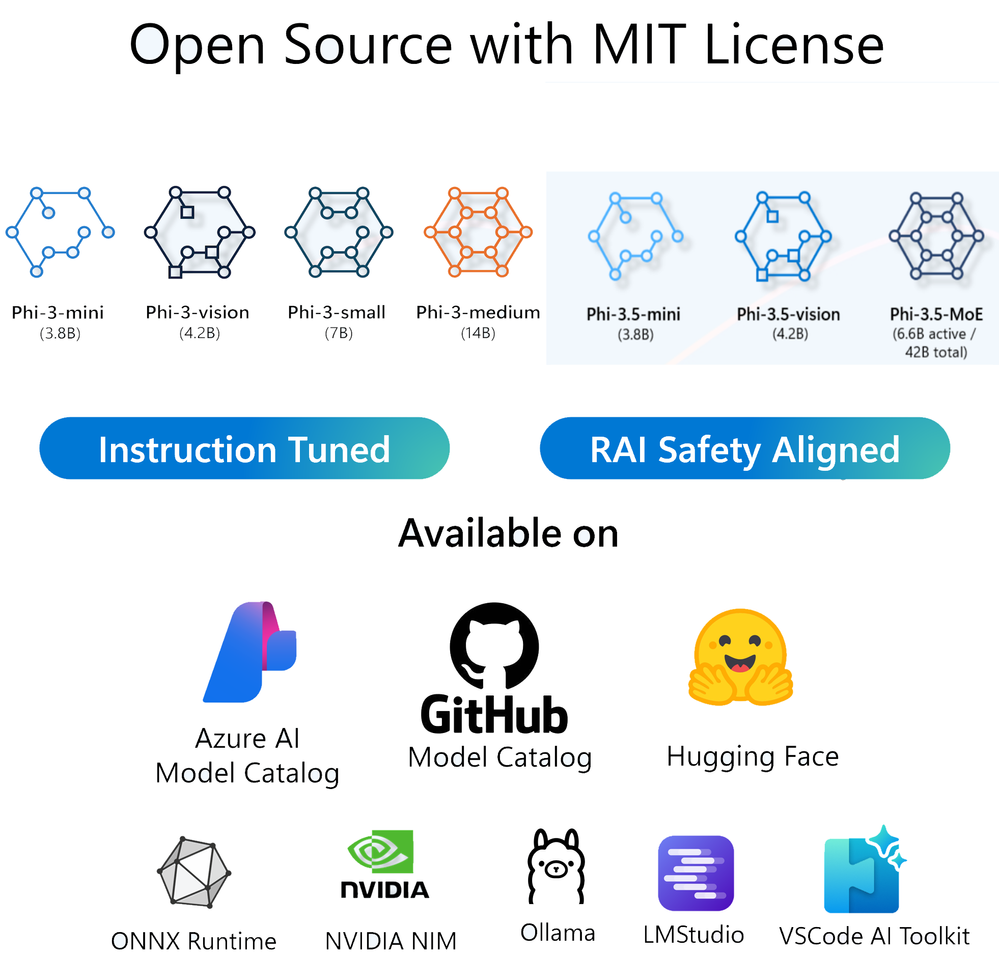 Open Source with MIT License
Phi-3-mini
(3.8B)
Phi-3-vision
(4.2B)
Phi-3-small
(7B)
Phi-3-medium
(14B)
Phi-3.5-mini
(3.8B)
Phi-3.5-vision
(4.2B)
Phi-3.5-MoE
(6.6B active /
42B total)
Instruction Tuned
RAI Safety Aligned
Available on
Azure AI
Model Catalog
GitHub
Model Catalog
Hugging Face
ONNX Runtime
NVIDIA
NVIDIA NIM
Ollama
LMStudio
VSCode AI Toolkit